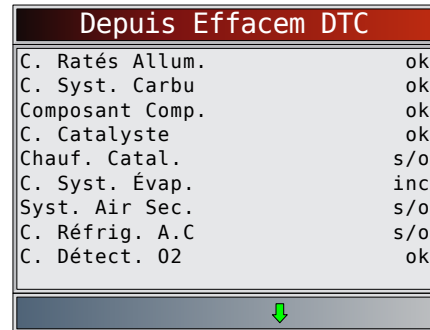 Depuis Effacem DTC
C. Ratés Allum. ok
C. Syst. Carbu ok
Composant Comp. ok
C. Catalyste ok
Chauf. Catal. s/o
C. Syst. Évap. inc
Syst. Air Sec. s/o
C. Réfrig. A.C s/o
C. Détect. O2 ok